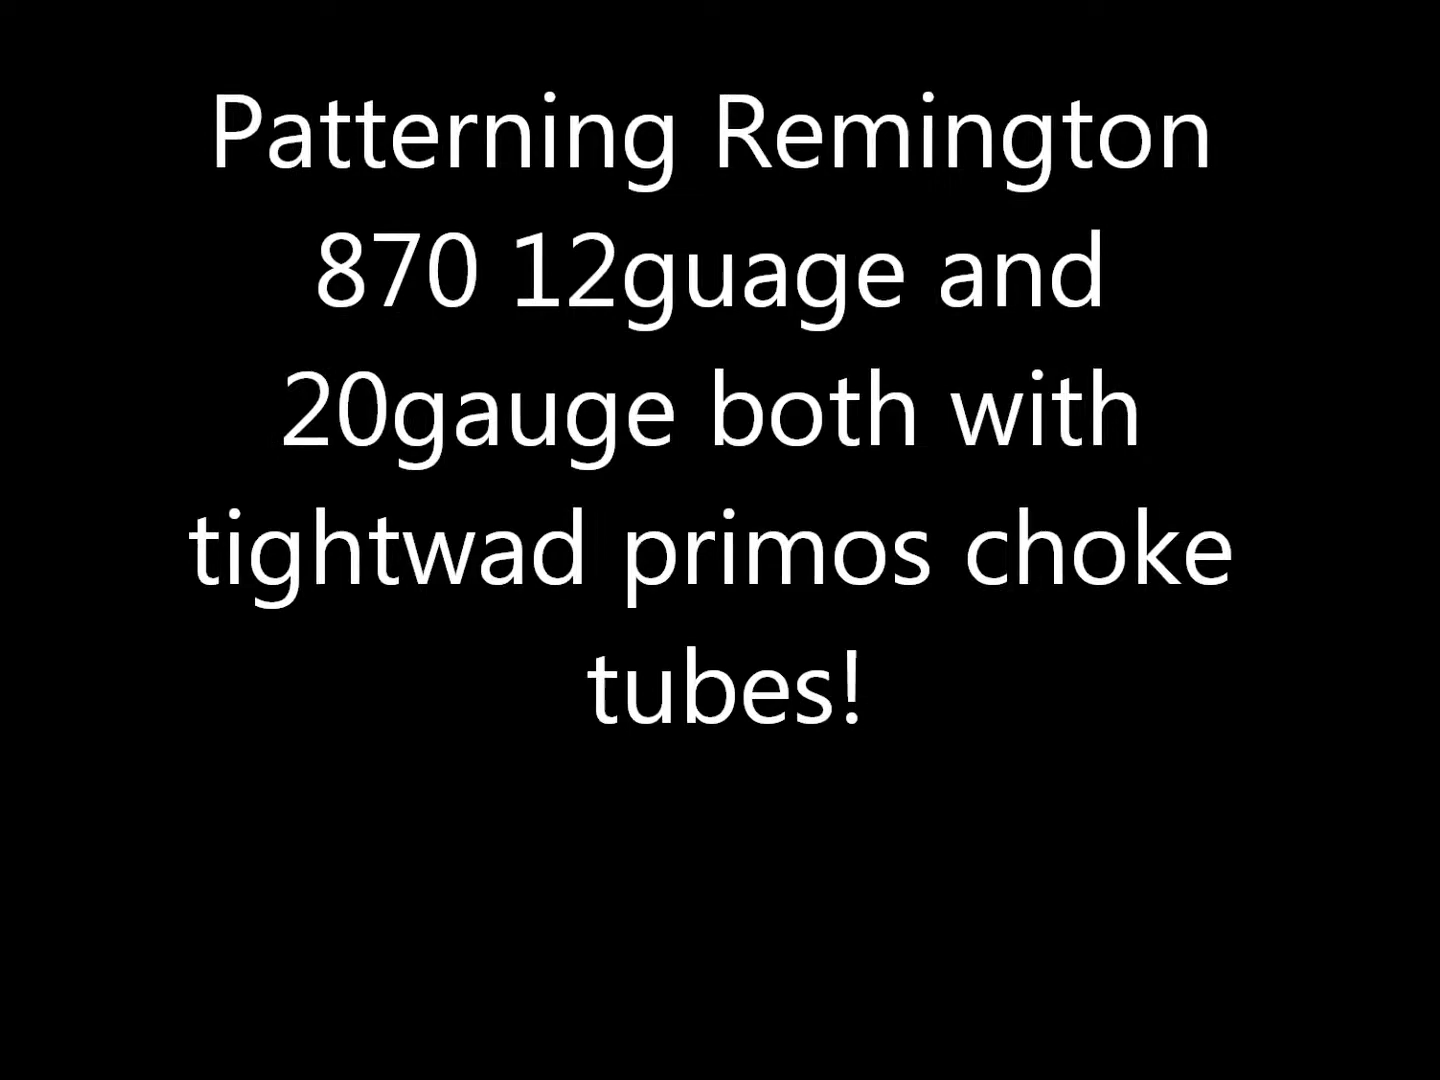 Patterning Remington
870 12guage and
20gauge both with
tightwad primos choke
tubes!